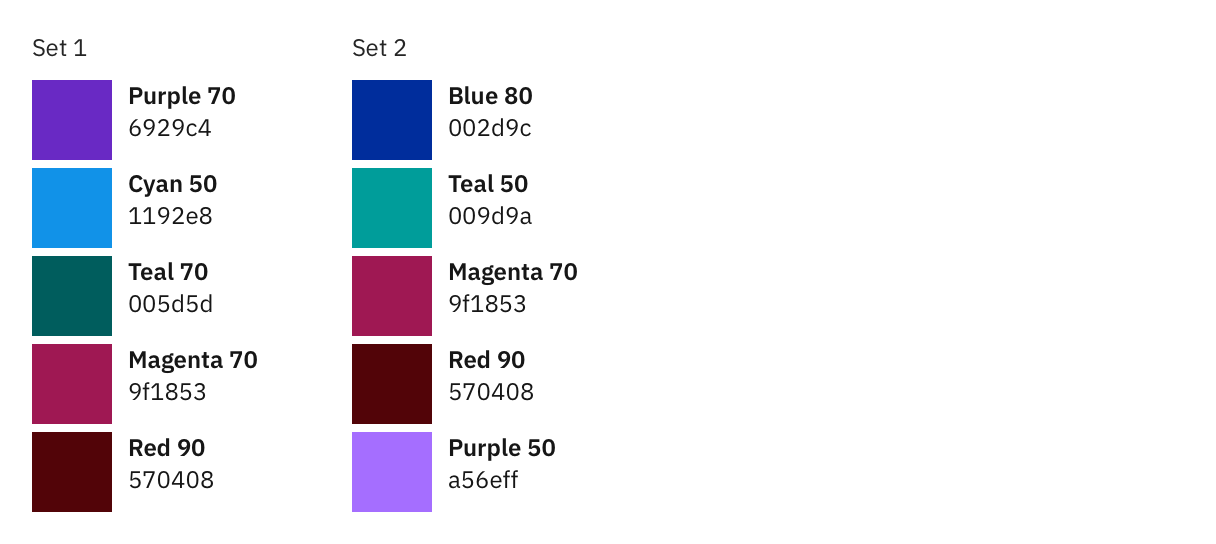 Set 1
Purple 70
6929c4
Cyan 50
1192e8
Teal 70
005d5d
Magenta 70
9f1853
Red 90
570408
Set 2
Blue 80
002d9c
Teal 50
009d9a
Magenta 70
9f1853
Red 90
570408
Purple 50
a56eff